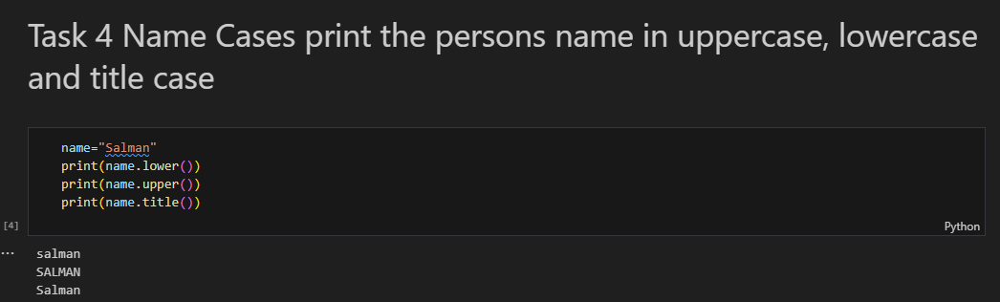 Task 4 Name Cases print the persons name in uppercase, lowercase
and title case
name="Salman"
print(name.lower())
print(name.upper())
print(name.title())
[4]
Python
...
salman
SALMAN
Salman